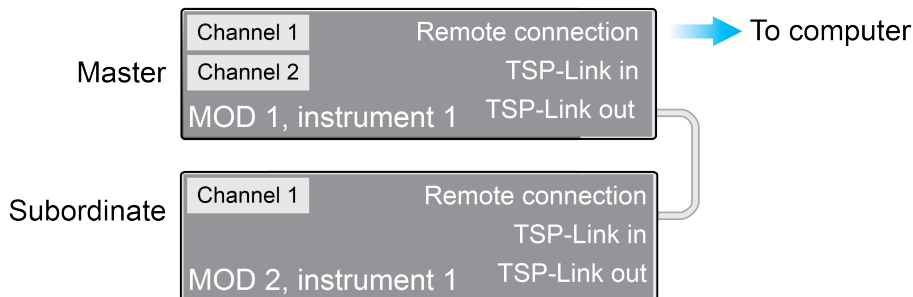 Master
Channel 1
Remote connection
To computer
Channel 2
TSP-Link in
MOD 1, instrument 1
TSP-Link out
Subordinate
Channel 1
Remote connection
TSP-Link in
MOD 2, instrument 1
TSP-Link out